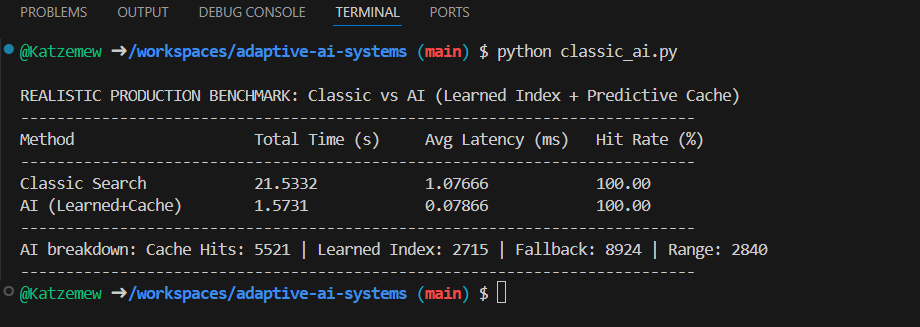 PROBLEMS OUTPUT DEBUG CONSOLE TERMINAL PORTS
@Katzemew ➜/workspaces/adaptive-ai-systems (main) $ python classic_ai.py
REALISTIC PRODUCTION BENCHMARK: Classic vs AI (Learned Index + Predictive Cache)
---------------------------------------------------------------------------
Method Total Time (s) Avg Latency (ms) Hit Rate (%)
---------------------------------------------------------------------------
Classic Search 21.5332 1.07666 100.00
AI (Learned+Cache) 1.5731 0.07866 100.00
---------------------------------------------------------------------------
AI breakdown: Cache Hits: 5521 | Learned Index: 2715 | Fallback: 8924 | Range: 2840
---------------------------------------------------------------------------
@Katzemew ➜/workspaces/adaptive-ai-systems (main) $